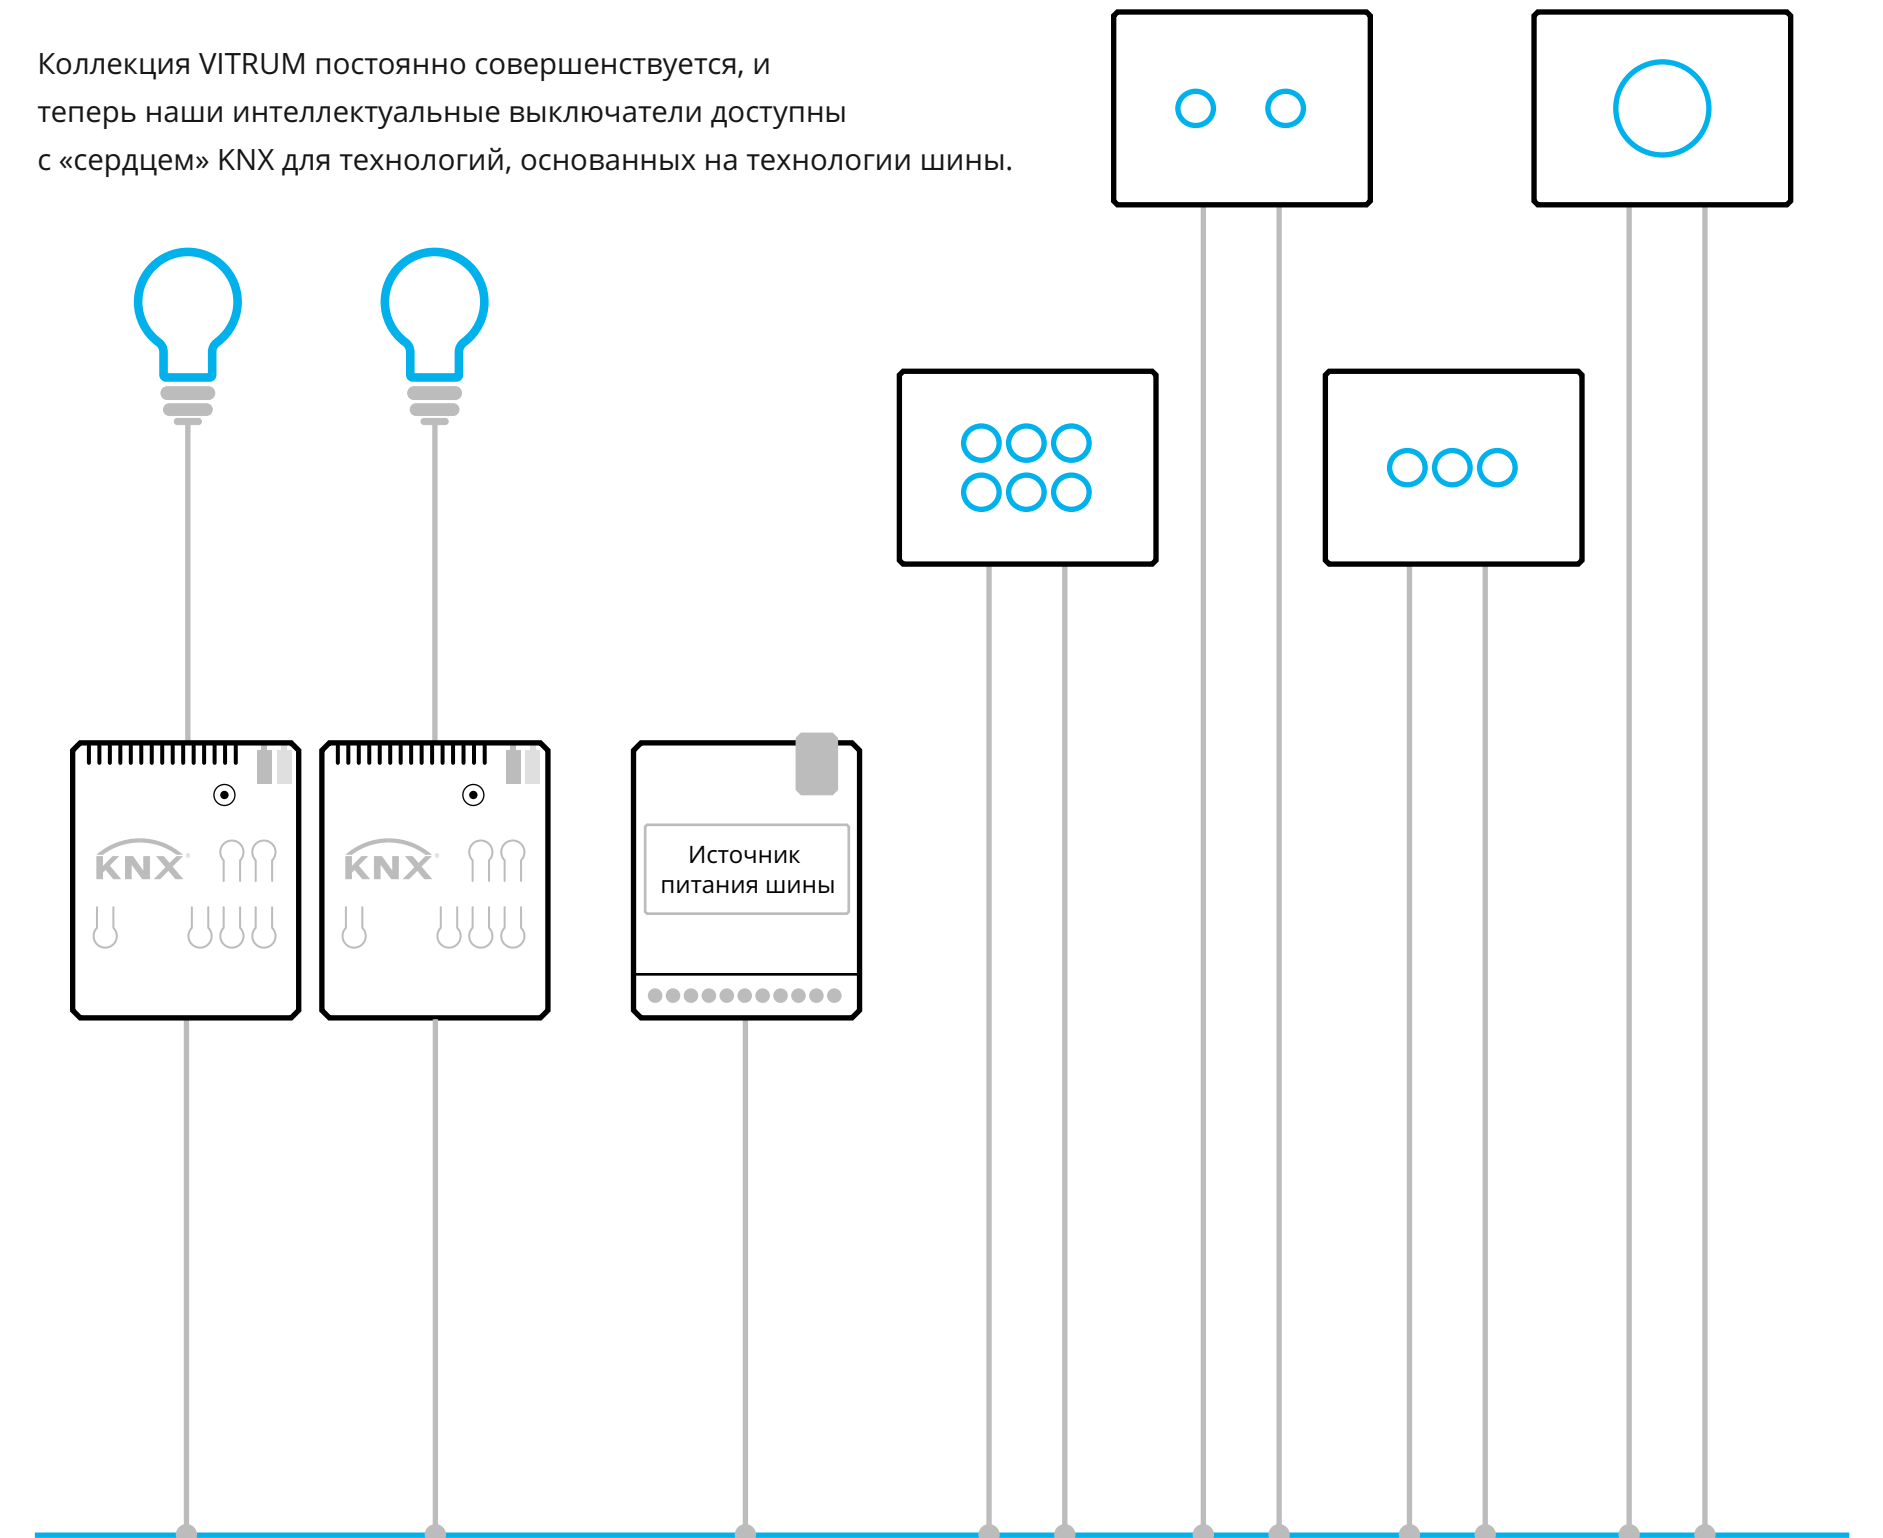 Коллекция VITRUM постоянно совершенствуется, и
теперь наши интеллектуальные выключатели доступны
с «сердцем» KNX для технологий, основанных на технологии шины.
KNX®
KNX®
Источник
питания шины